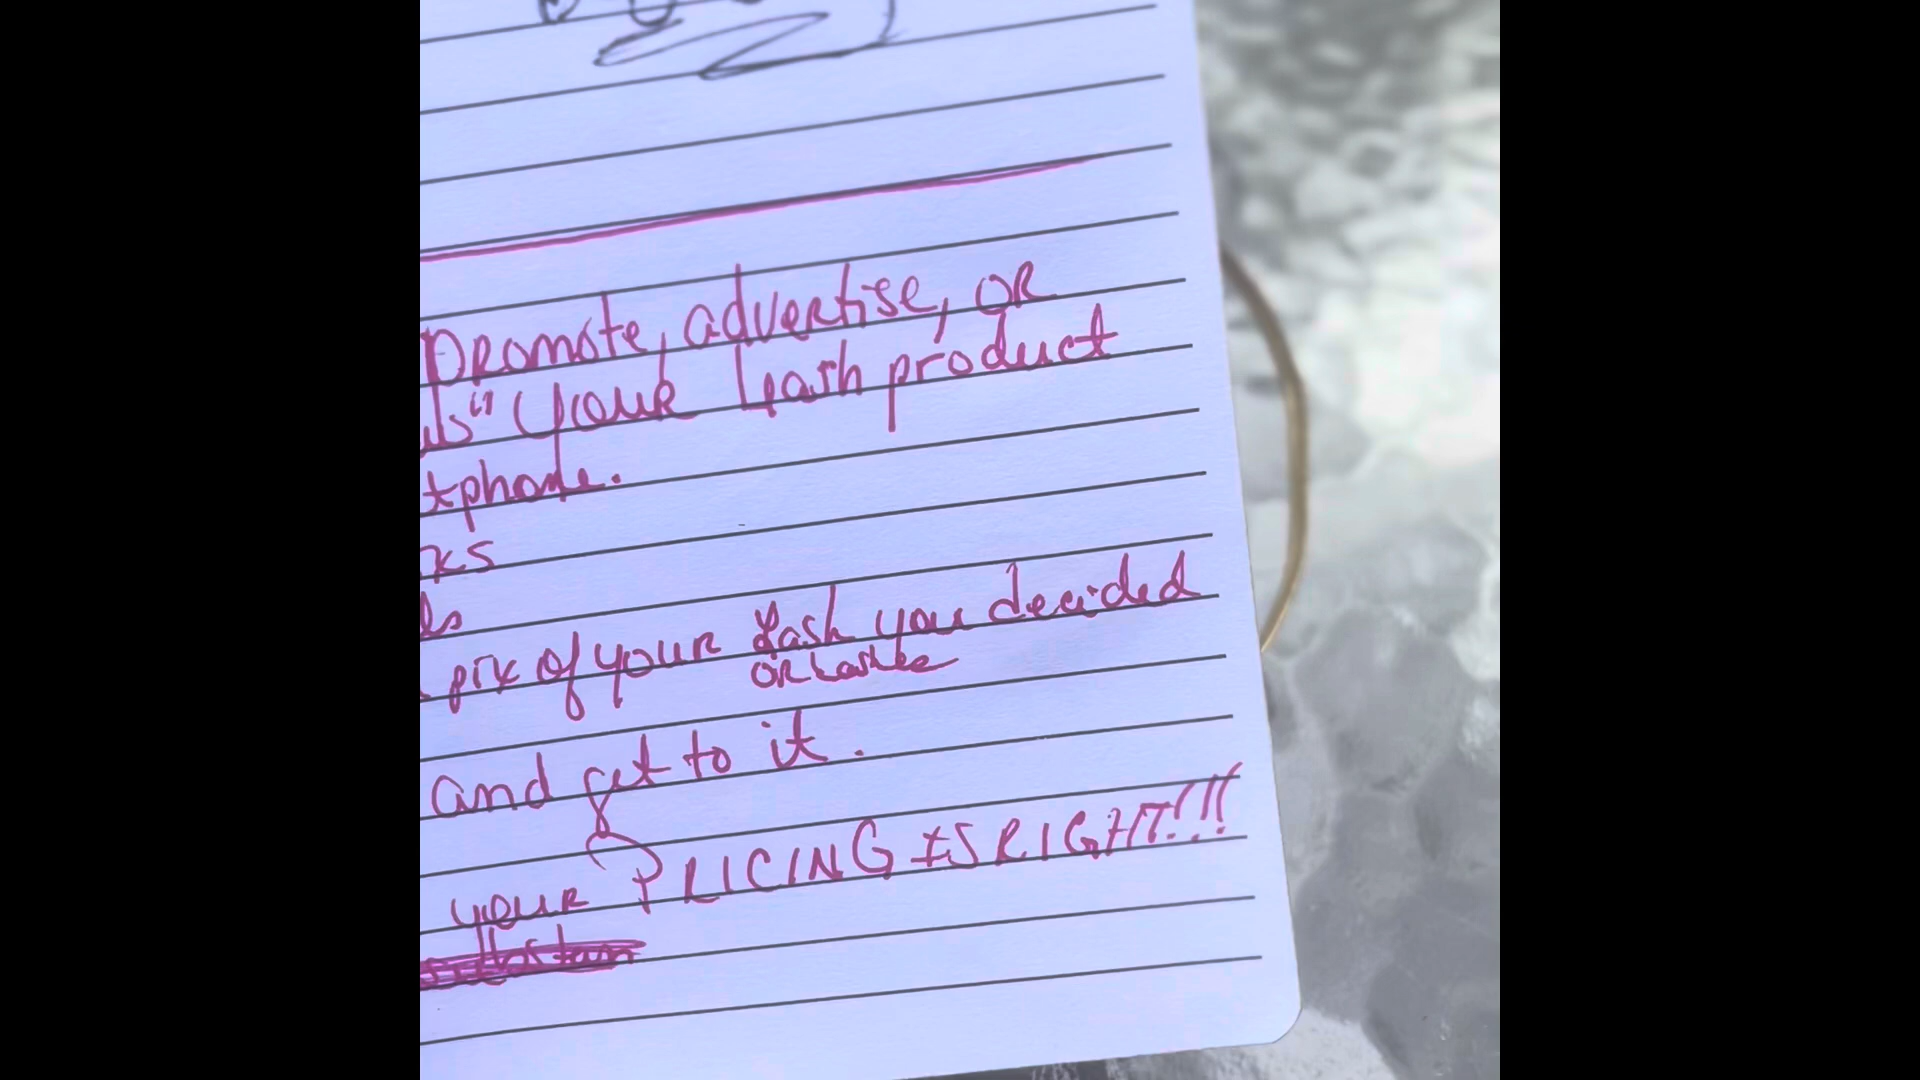 Promote, advertise, OR
" your Lash product
tphone.
ks
pix of your Lash you decided
OR Lashes
and get to it.
your PRICING IS RIGHT!!!